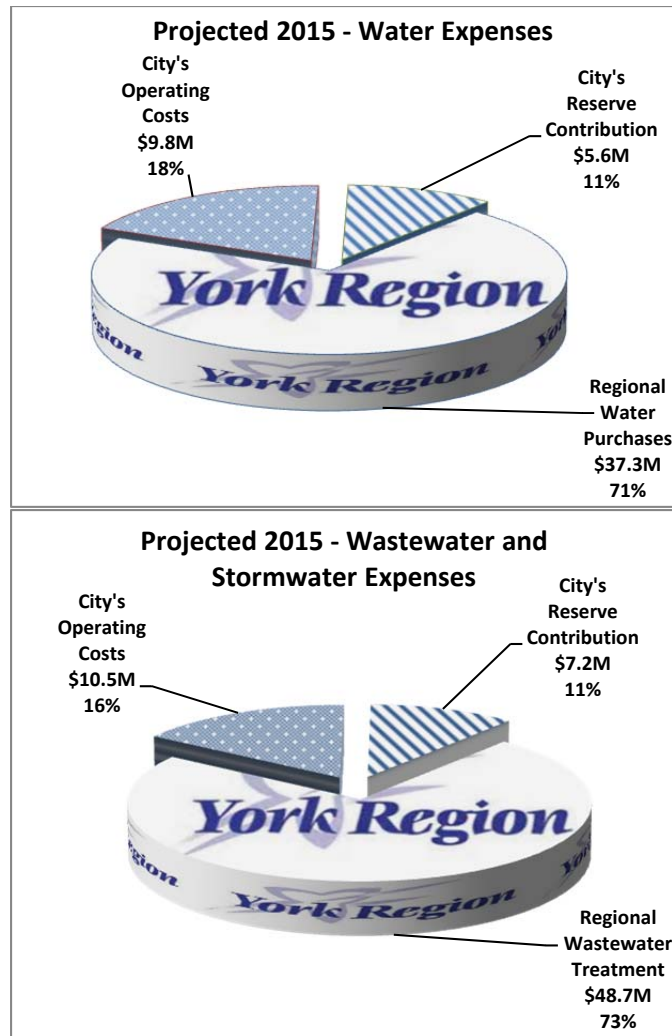 Projected 2015 - Water Expenses
City's
Operating
Costs
$9.8M
18%
City's
Reserve
Contribution
$5.6M
11%
York Region
Region
York Region
Regional
Water
Purchases
$37.3M
71%
Projected 2015 - Wastewater and
Stormwater Expenses
City's
Operating
Costs
$10.5M
16%
City's
Reserve
Contribution
$7.2M
11%
York Region
Region
York Region
Regional
Wastewater
Treatment
$48.7M
73%